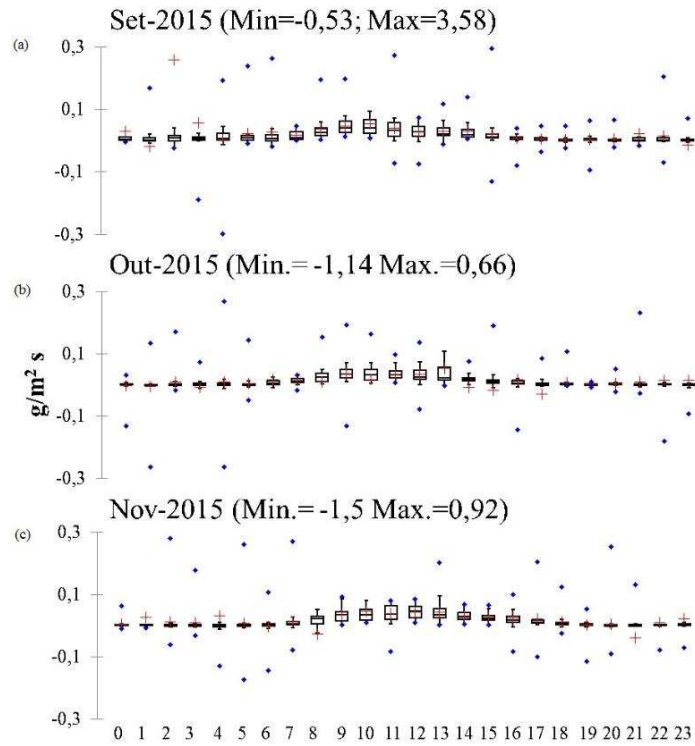 Set-2015 (Min=-0,53; Max=3,58)
(a)
0,3
0,1
-0,1
-0,3
Out-2015 (Min.= -1,14 Max.=0,66)
(b)
0,3
0,1
-0,1
-0,3
g/m² s
Nov-2015 (Min.= -1,5 Max.=0,92)
(c)
0,3
0,1
-0,1
-0,3
0 1 2 3 4 5 6 7 8 9 10 11 12 13 14 15 16 17 18 19 20 21 22 23